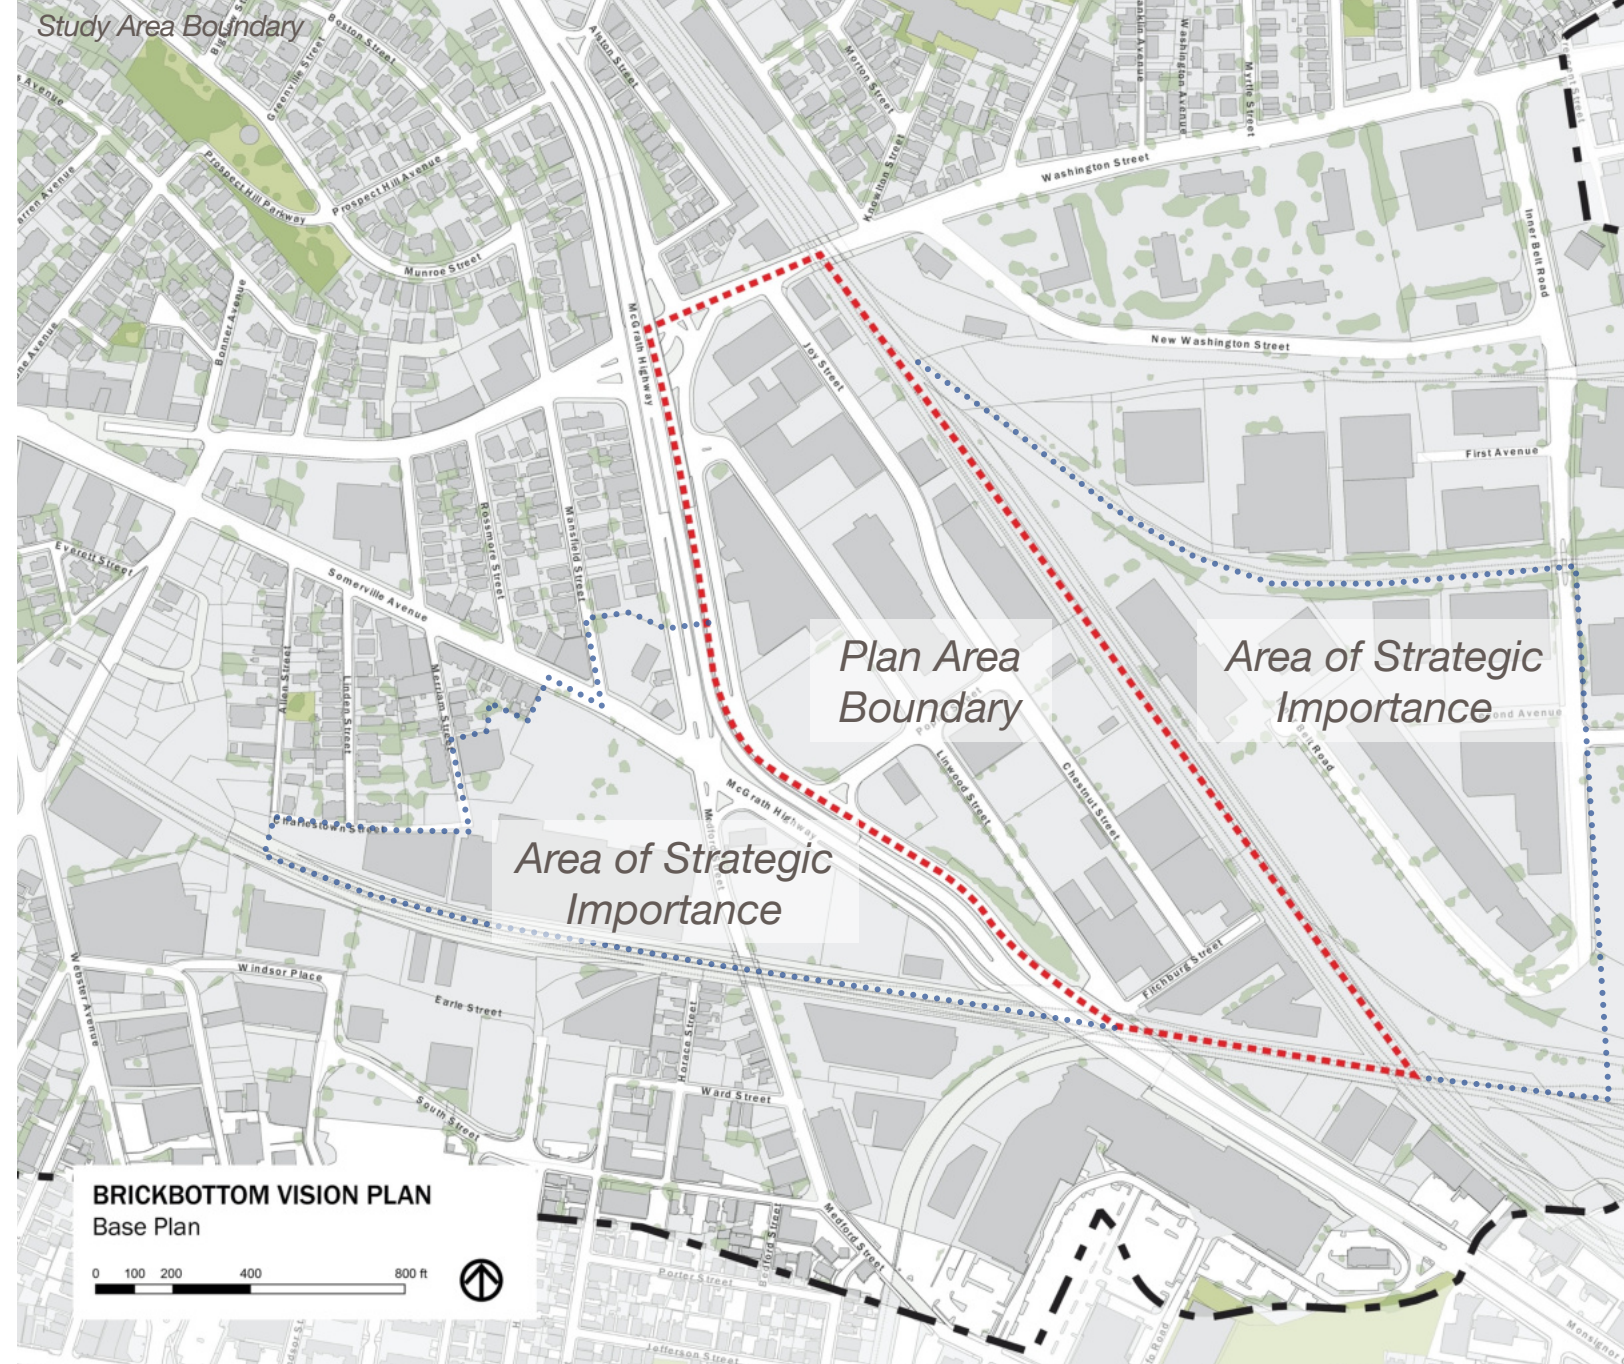 Study Area Boundary
Boston Street
Alston Street
Greenville Street
Morton Street
Washington Avenue
Myrtle Street
Prospect Hill Parkway
Prospect Hill Avenue
Knowlton Street
Washington Street
Inner Belt Road
Munroe Street
Bonner Avenue
McGrath Highway
Joy Street
New Washington Street
First Avenue
Rossmore Street
Mansfield Street
Everett Street
Somerville Avenue
Allen Street
Linden Street
Merriam Street
Plan Area
Boundary
Area of Strategic
Importance
Belt Road
Linwood Street
Chestnut Street
McGrath Highway
Charlestown Street
Area of Strategic
Importance
Fitchburg Street
Webster Avenue
Windsor Place
Earle Street
Horace Street
Ward Street
South Street
Medford Street
Bedford Street
Porter Street
Jefferson Street
BRICKBOTTOM VISION PLAN
Base Plan
0 100 200 400 800 ft